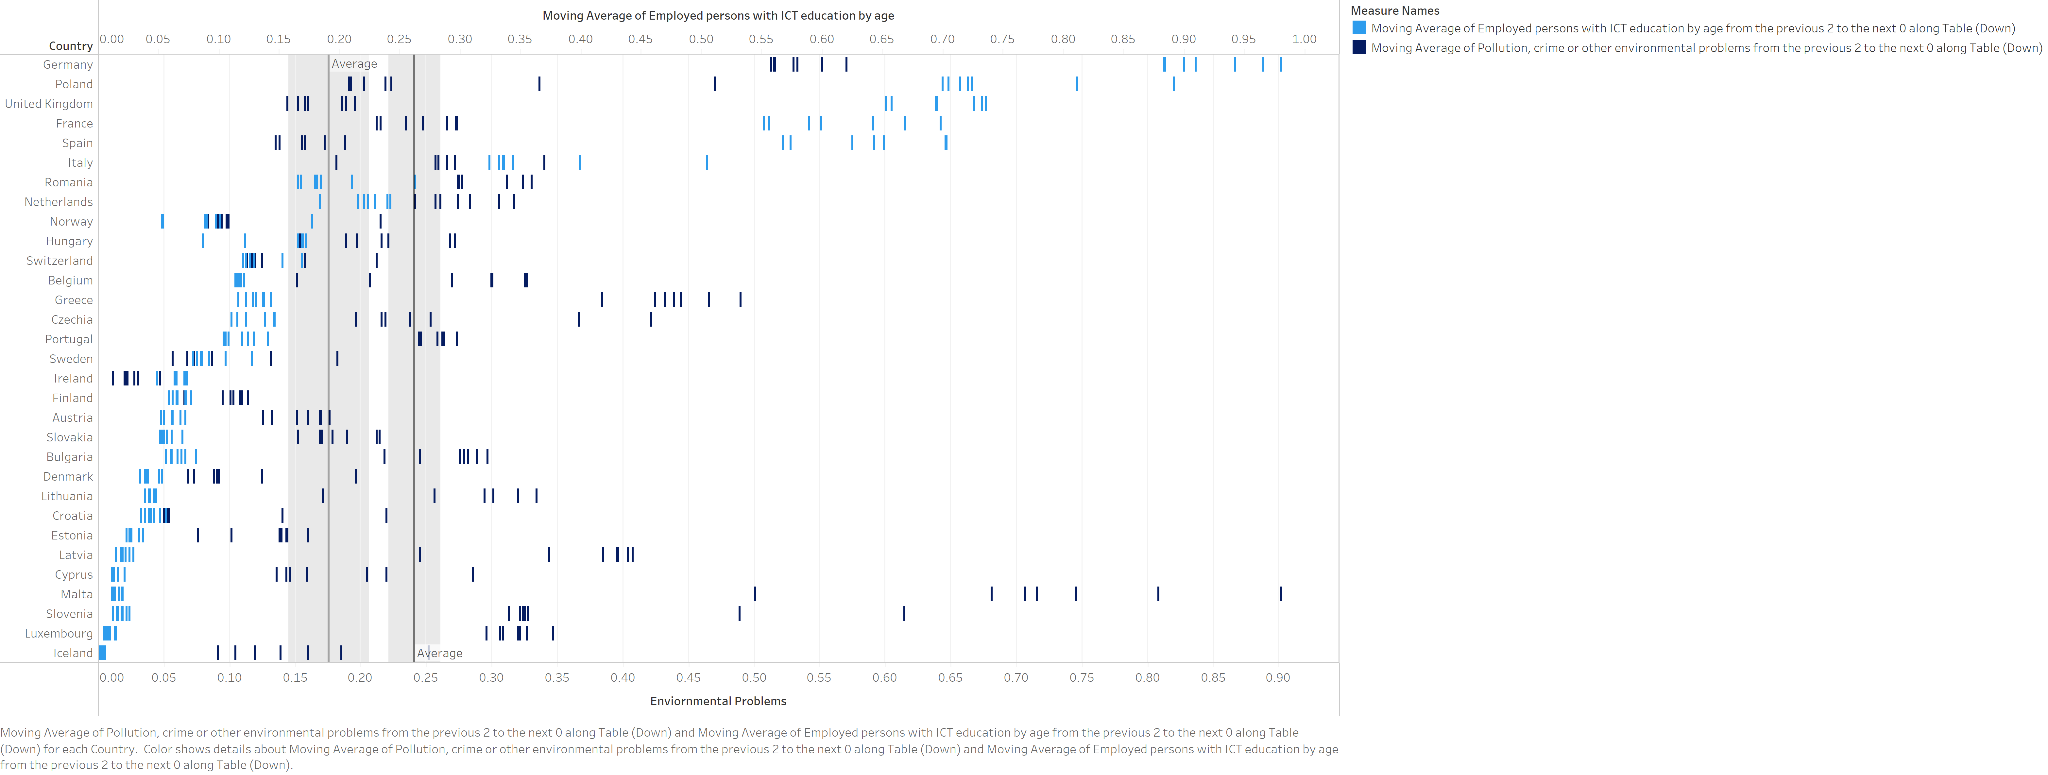 Moving Average of Employed persons with ICT education by age
Measure Names
Moving Average of Employed persons with ICT education by age from the previous 2 to the next 0 along Table (Down)
Moving Average of Pollution, crime or other environmental problems from the previous 2 to the next 0 along Table (Down)
Country
0.00 0.05 0.10 0.15 0.20 0.25 0.30 0.35 0.40 0.45 0.50 0.55 0.60 0.65 0.70 0.75 0.80 0.85 0.90 0.95 1.00
Average
Germany
Poland
United Kingdom
France
Spain
Italy
Romania
Netherlands
Norway
Hungary
Switzerland
Belgium
Greece
Czechia
Portugal
Sweden
Ireland
Finland
Austria
Slovakia
Bulgaria
Denmark
Lithuania
Croatia
Estonia
Latvia
Cyprus
Malta
Slovenia
Luxembourg
Iceland
Average
0.00 0.05 0.10 0.15 0.20 0.25 0.30 0.35 0.40 0.45 0.50 0.55 0.60 0.65 0.70 0.75 0.80 0.85 0.90
Enviornmental Problems
Moving Average of Pollution, crime or other environmental problems from the previous 2 to the next 0 along Table (Down) and Moving Average of Employed persons with ICT education by age from the previous 2 to the next 0 along Table
(Down) for each Country. Color shows details about Moving Average of Pollution, crime or other environmental problems from the previous 2 to the next 0 along Table (Down) and Moving Average of Employed persons with ICT education by age
from the previous 2 to the next 0 along Table (Down).